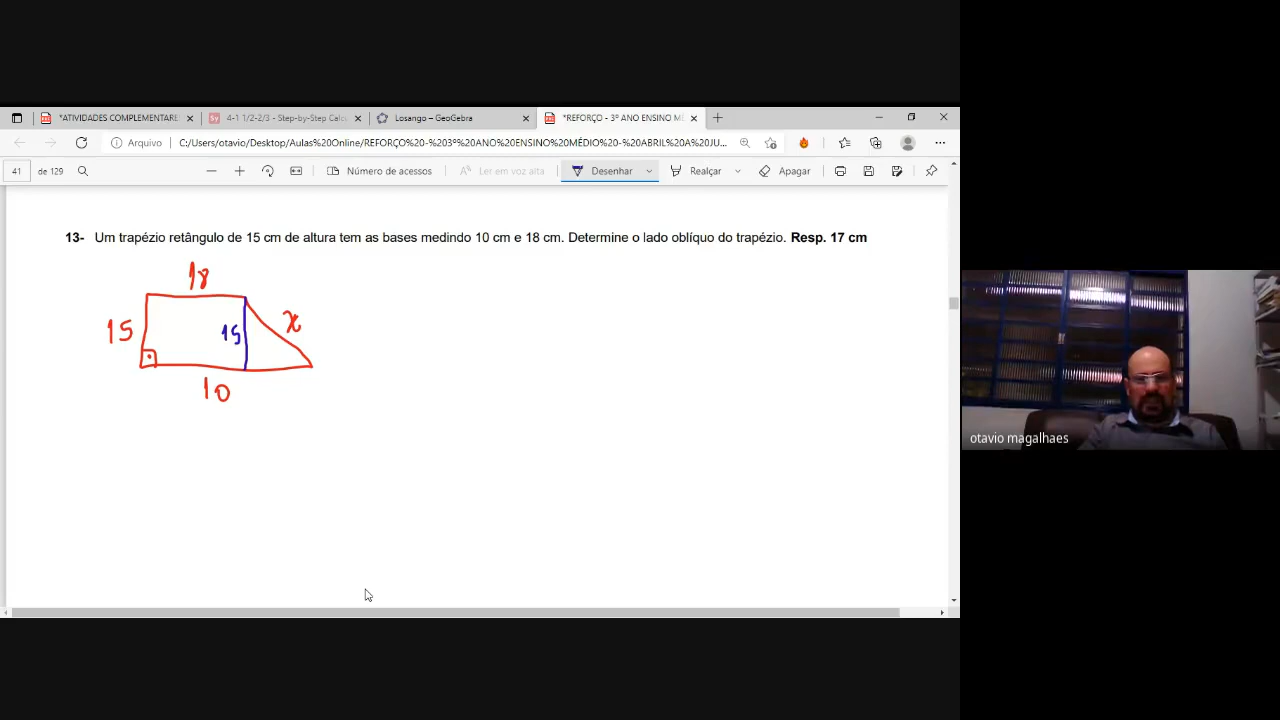 *ATIVIDADES COMPLEMENTARE
4-1 1/2-2/3 - Step-by-Step Calc
Losango – GeoGebra
*REFORÇO - 3º ANO ENSINO MÉ
Arquivo
C:/Users/otavio/Desktop/Aulas%20Online/REFORÇO%20-%203º%20ANO%20ENSINO%20MÉDIO%20-%20ABRIL%20A%20JU...
41 de 129
Número de acessos
Ler em voz alta
Desenhar
Realçar
Apagar
13- Um trapézio retângulo de 15 cm de altura tem as bases medindo 10 cm e 18 cm. Determine o lado oblíquo do trapézio. Resp. 17 cm
18
15
15
x
10
otavio magalhaes